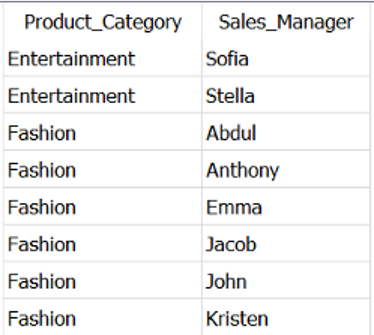 Product_Category Sales_Manager
Entertainment Sofia
Entertainment Stella
Fashion Abdul
Fashion Anthony
Fashion Emma
Fashion Jacob
Fashion John
Fashion Kristen